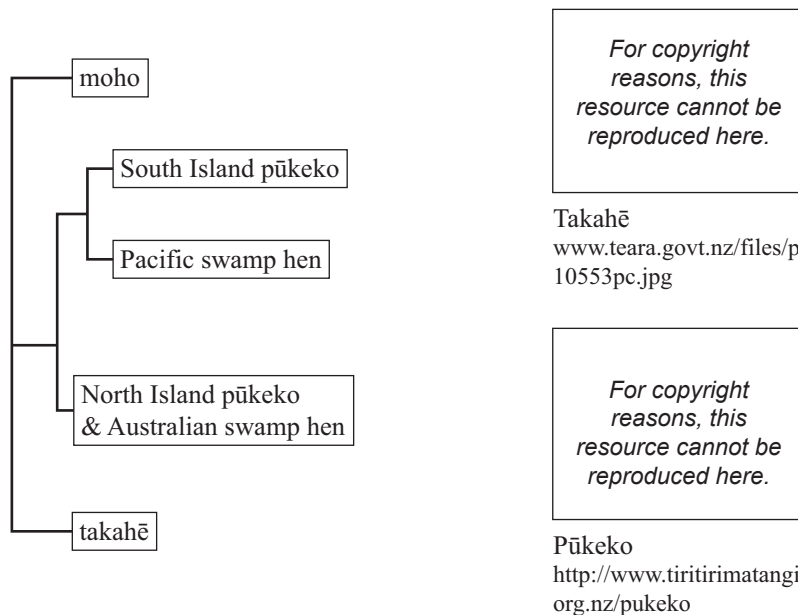 moho
South Island pūkeko
Pacific swamp hen
North Island pūkeko
& Australian swamp hen
takahē
For copyright
reasons, this
resource cannot be
reproduced here.
Takahē
www.teara.govt.nz/files/p
10553pc.jpg
For copyright
reasons, this
resource cannot be
reproduced here.
Pūkeko
http://www.tiritirimatangi
org.nz/pukeko